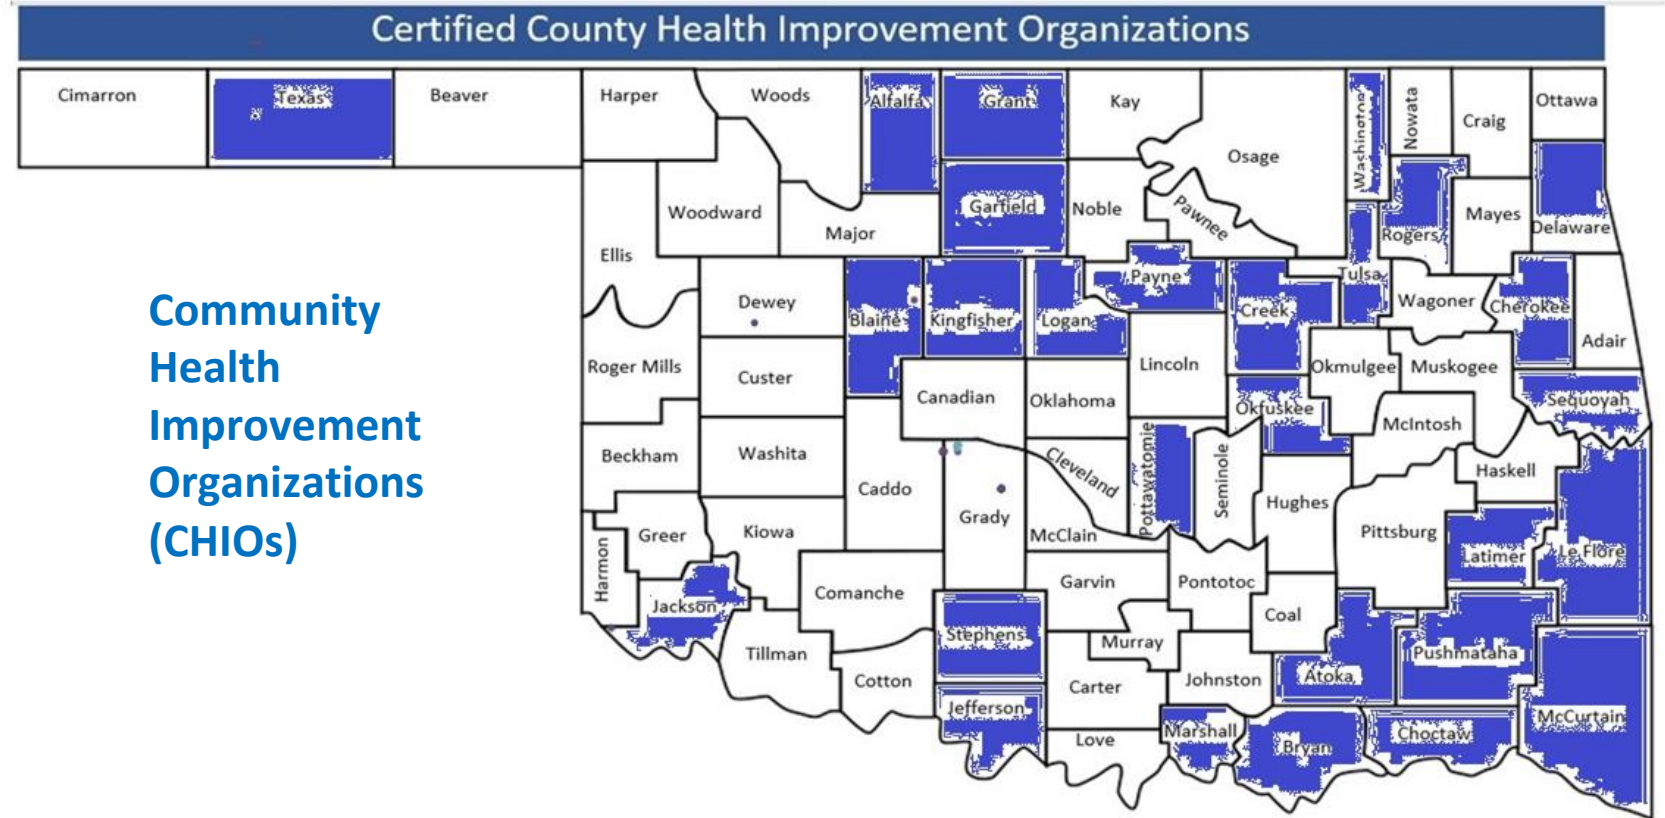 Certified County Health Improvement Organizations
Cimarron
Texas
Beaver
Harper
Woods
Alfalfa
Grant
Kay
Osage
Washington
Nowata
Craig
Ottawa
Woodward
Major
Garfield
Noble
Pawnee
Rogers
Mayes
Delaware
Ellis
Dewey
Blaine
Kingfisher
Logan
Payne
Creek
Tulsa
Wagoner
Cherokee
Adair
Community
Health
Improvement
Organizations
(CHIOs)
Roger Mills
Custer
Canadian
Oklahoma
Lincoln
Okmulgee
Muskogee
Sequoyah
Okfuskee
McIntosh
Beckham
Washita
Caddo
Grady
Cleveland
McClain
Pottawatomie
Seminole
Hughes
Pittsburg
Haskell
Latimer
Le Flore
Harmon
Greer
Kiowa
Jackson
Comanche
Garvin
Pontotoc
Coal
Tillman
Cotton
Stephens
Murray
Carter
Johnston
Atoka
Pushmataha
McCurtain
Jefferson
Love
Marshall
Bryan
Choctaw